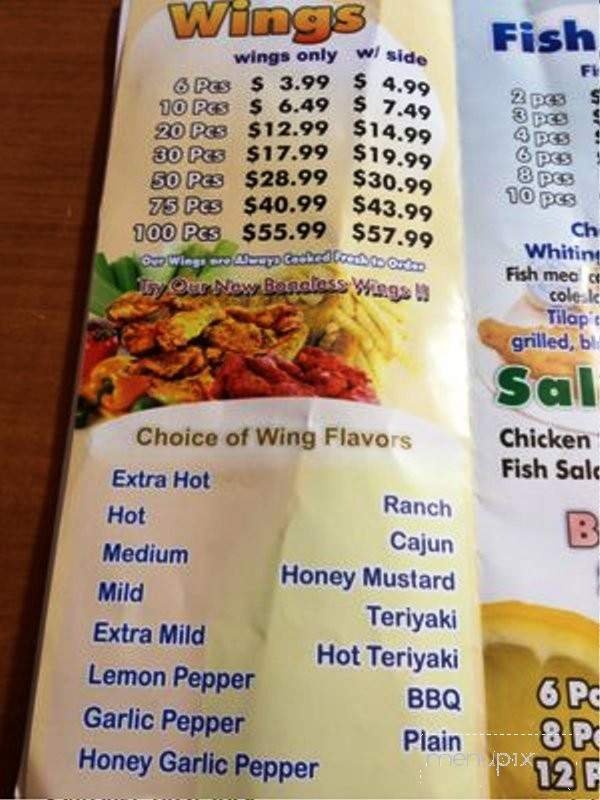 Wings
wings only w/ side
6 Pcs $ 3.99 $ 4.99
10 Pcs $ 6.49 $ 7.49
20 Pcs $12.99 $14.99
30 Pcs $17.99 $19.99
50 Pcs $28.99 $30.99
75 Pcs $40.99 $43.99
100 Pcs $55.99 $57.99
Our Wings are Always Cooked Fresh to Order
Try Our New Boneless Wings !!
Choice of Wing Flavors
Extra Hot
Hot
Medium
Mild
Extra Mild
Lemon Pepper
Garlic Pepper
Honey Garlic Pepper
Ranch
Cajun
Honey Mustard
Teriyaki
Hot Teriyaki
BBQ
Plain
Fish
2 pcs $
3 pcs $
4 pcs
6 pcs
8 pcs
10 pcs
Whiting
Fish meal
grilled,
Chicken
Fish
6
8
12
menupix